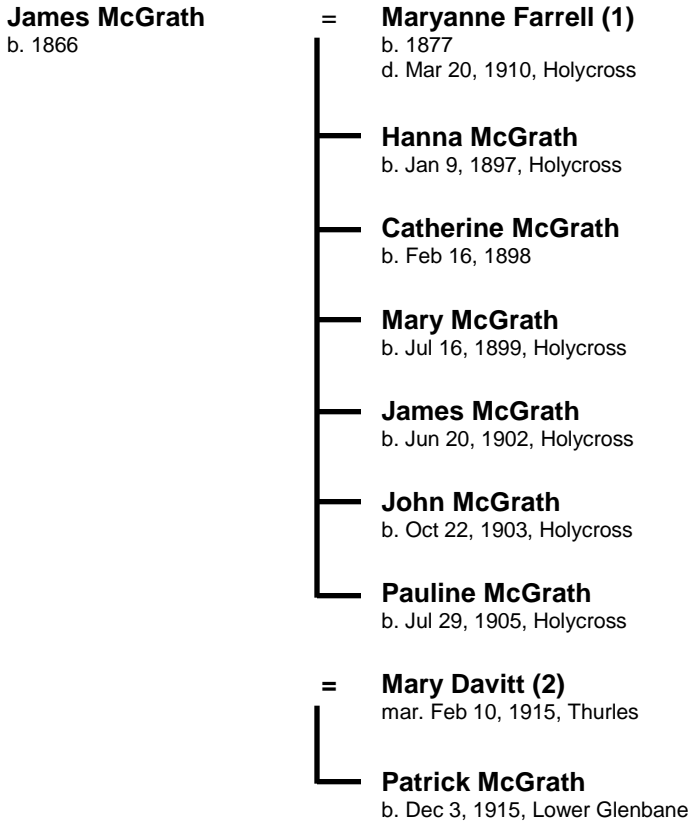 James McGrath = Maryanne Farrell (1)
b. 1866 b. 1877
d. Mar 20, 1910, Holycross
Hanna McGrath
b. Jan 9, 1897, Holycross
Catherine McGrath
b. Feb 16, 1898
Mary McGrath
b. Jul 16, 1899, Holycross
James McGrath
b. Jun 20, 1902, Holycross
John McGrath
b. Oct 22, 1903, Holycross
Pauline McGrath
b. Jul 29, 1905, Holycross
= Mary Davitt (2)
mar. Feb 10, 1915, Thurles
Patrick McGrath
b. Dec 3, 1915, Lower Glenbane